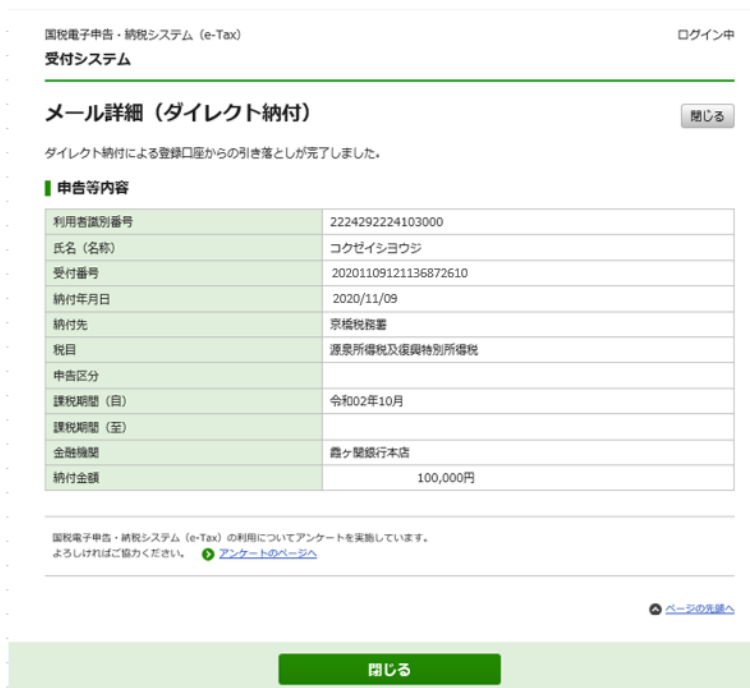 国税電子申告・納税システム（e-Tax）
ログイン中
受付システム
メール詳細（ダイレクト納付）
閉じる
ダイレクト納付による登録口座からの引き落としが完了しました。
申告等内容
利用者識別番号 2224292224103000
氏名（名称） コクゼイシヨウジ
受付番号 20201109121136872610
納付年月日 2020/11/09
納付先 京橋税務署
税目 源泉所得税及復興特別所得税
申告区分
課税期間（自） 令和02年10月
課税期間（至）
金融機関 霞ヶ関銀行本店
納付金額 100,000円
国税電子申告・納税システム（e-Tax）の利用についてアンケートを実施しています。
よろしければご協力ください。 アンケートのページへ
ページの先頭へ
閉じる